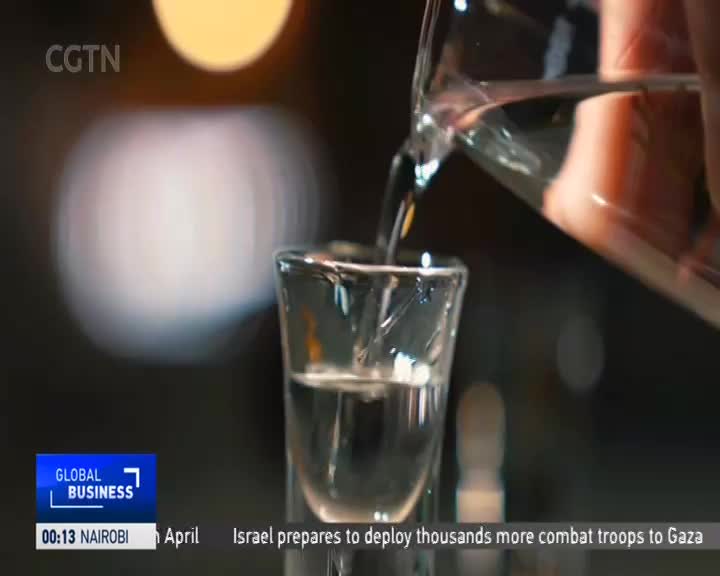 CGTN
GLOBAL
BUSINESS
00:13 NAIROBI
April Israel prepares to deploy thousands more combat troops to Gaza